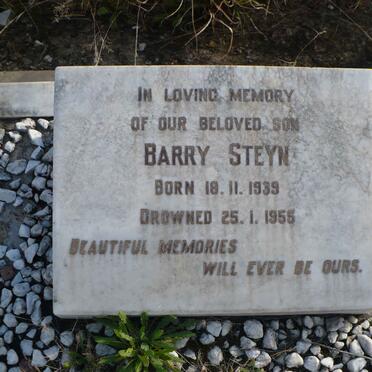 IN LOVING MEMORY
OF OUR BELOVED SON
BARRY STEYN
BORN 18.11.1939
DROWNED 25.1.1955
BEAUTIFUL MEMORIES
WILL EVER BE OURS.